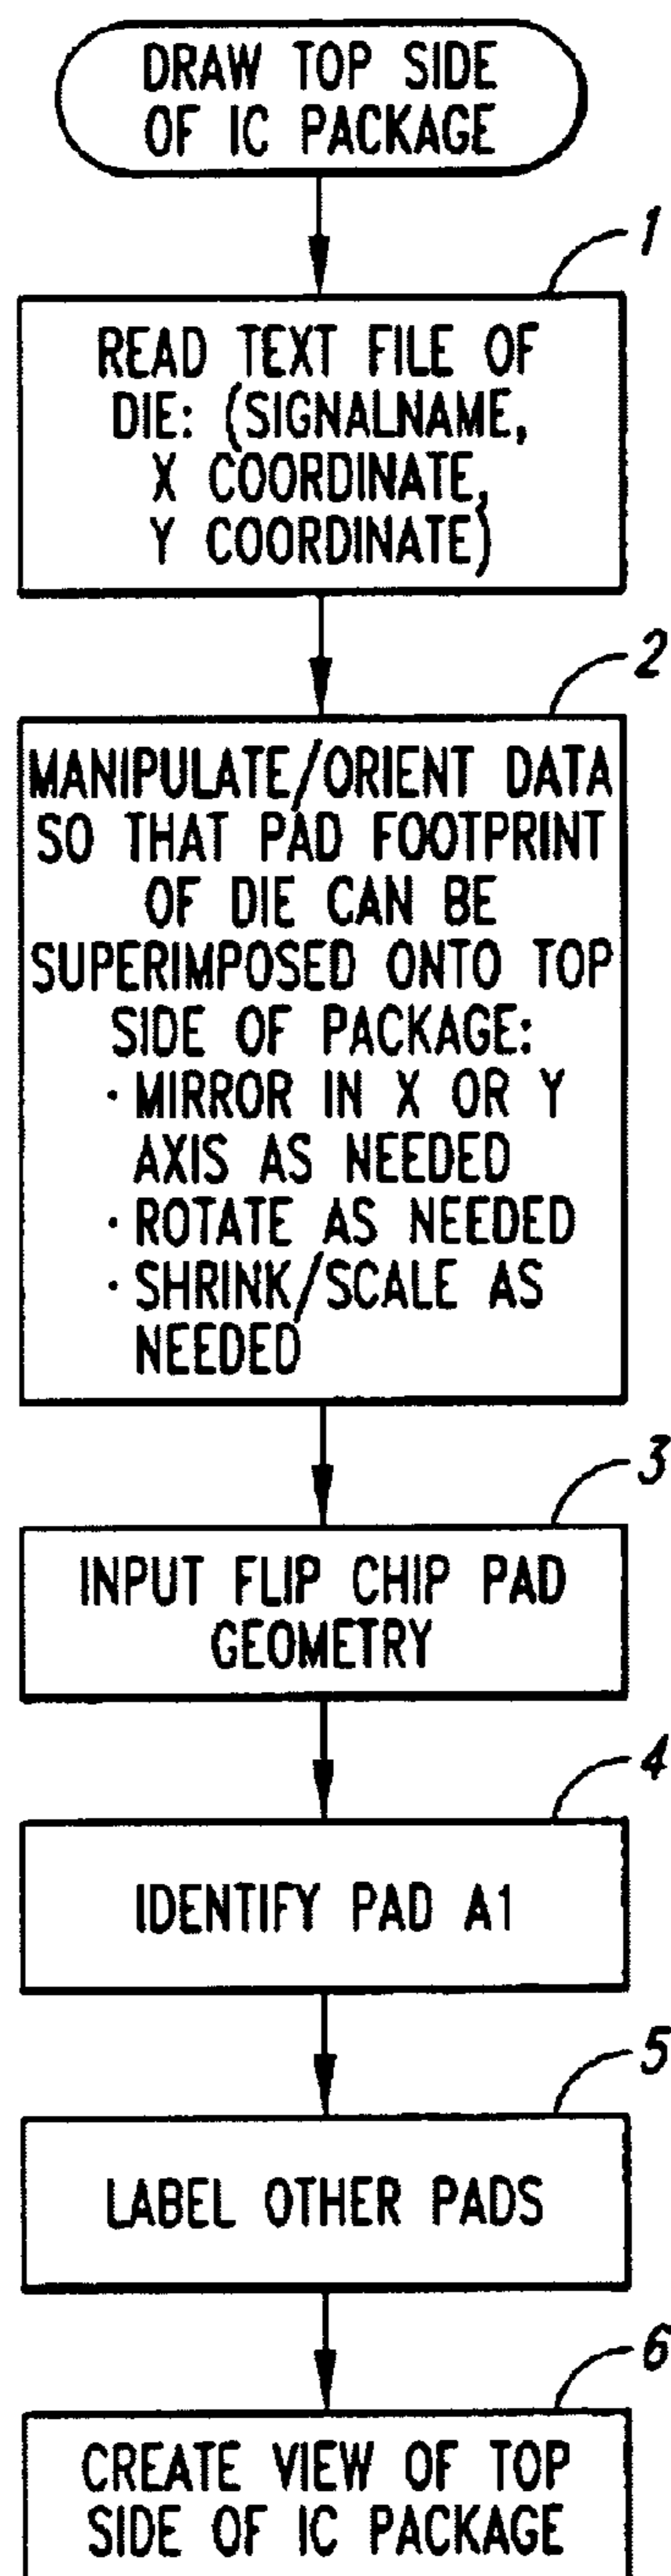 DRAW TOP SIDE
OF IC PACKAGE
1
READ TEXT FILE OF
DIE: (SIGNALNAME,
X COORDINATE,
Y COORDINATE)
2
MANIPULATE/ORIENT DATA
SO THAT PAD FOOTPRINT
OF DIE CAN BE
SUPERIMPOSED ONTO TOP
SIDE OF PACKAGE:
· MIRROR IN X OR Y
AXIS AS NEEDED
· ROTATE AS NEEDED
· SHRINK/SCALE AS
NEEDED
3
INPUT FLIP CHIP PAD
GEOMETRY
4
IDENTIFY PAD A1
5
LABEL OTHER PADS
6
CREATE VIEW OF TOP
SIDE OF IC PACKAGE